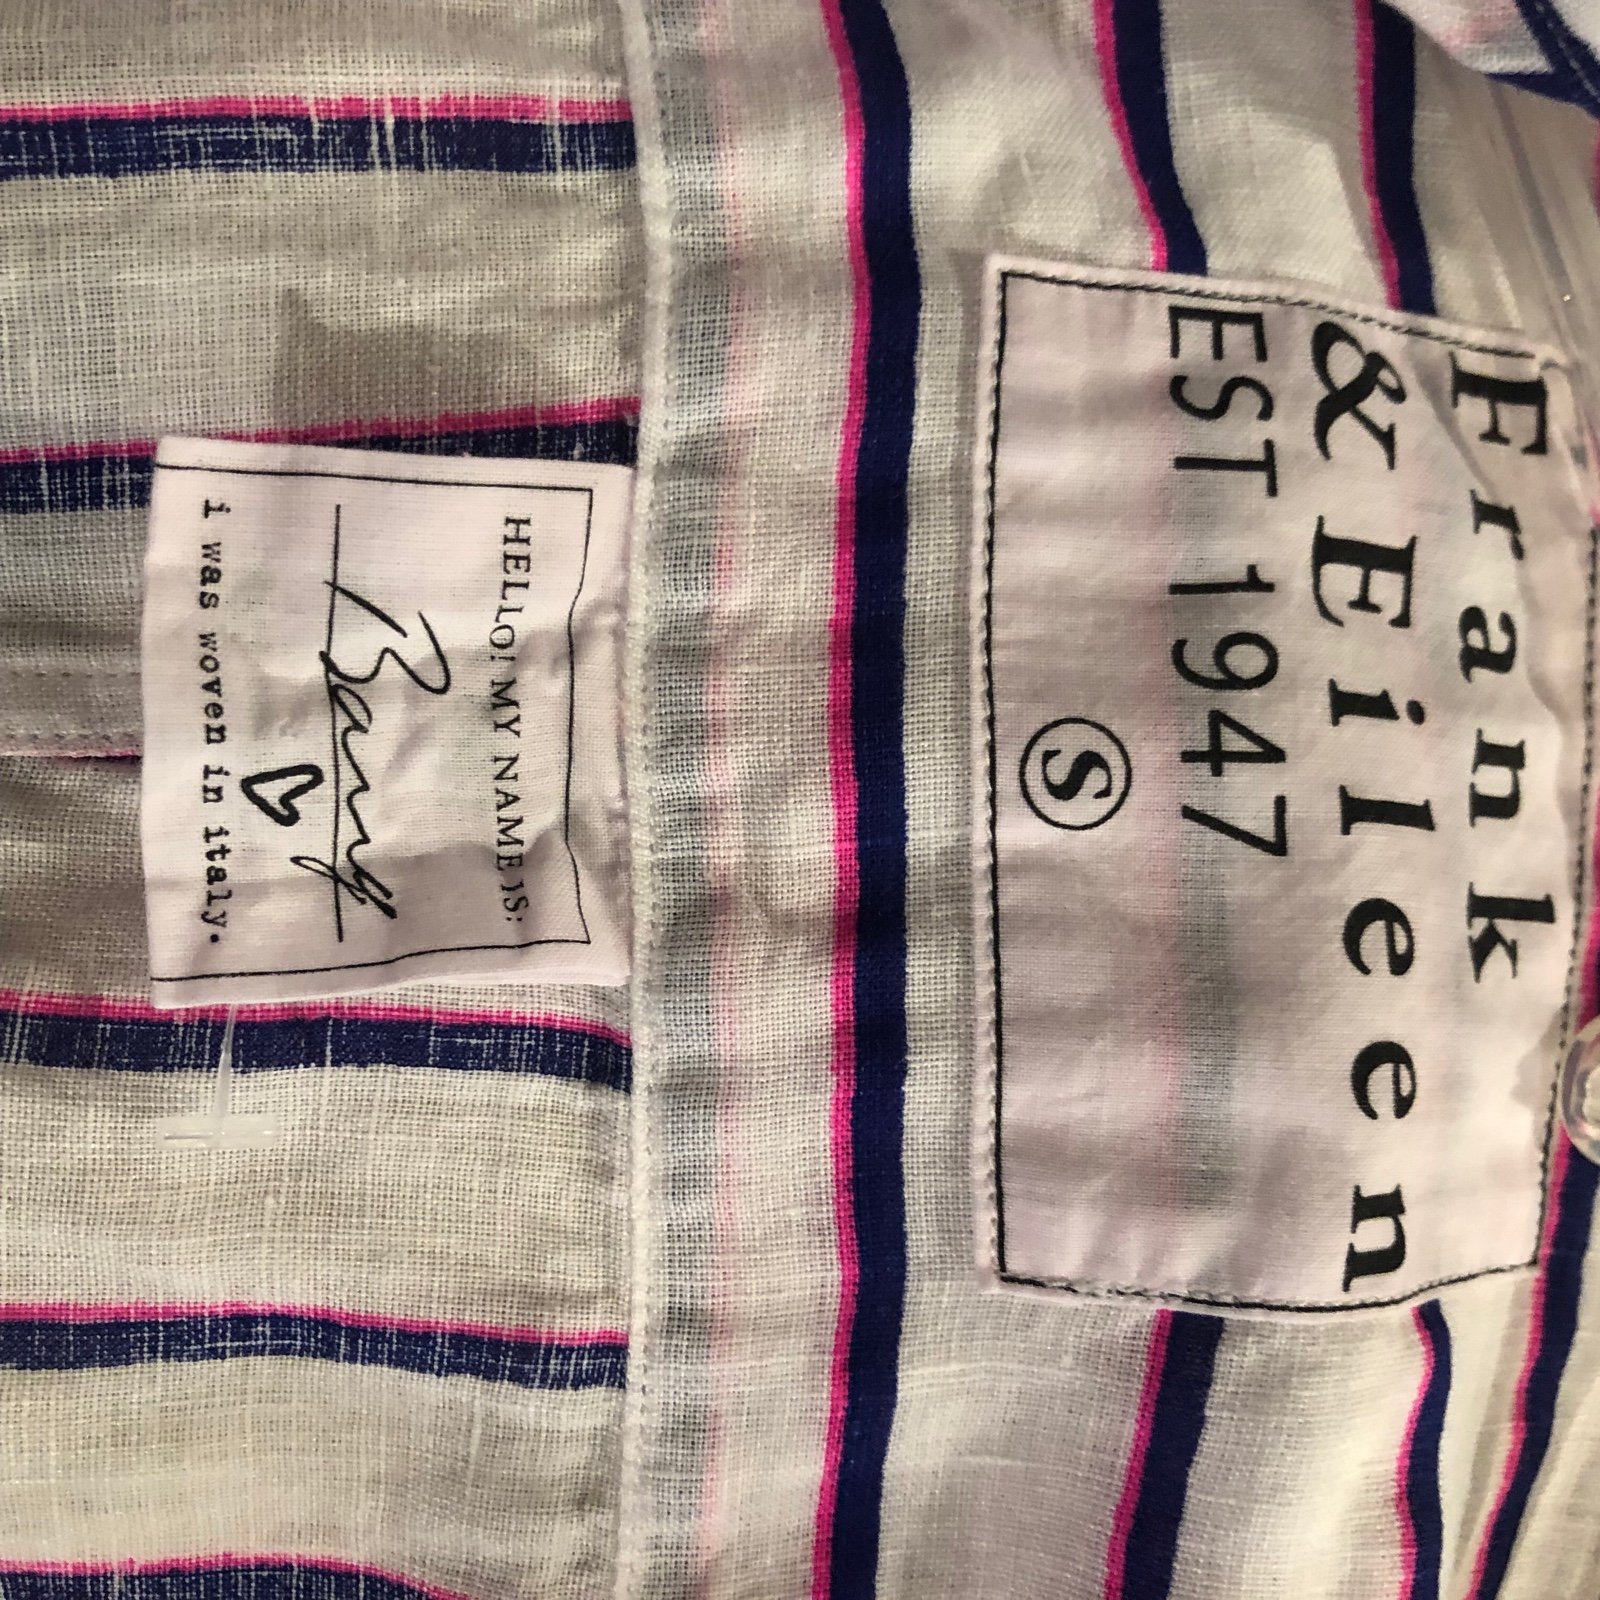 Frank
& Eileen
EST 1947
S
HELLO! MY NAME IS:
Barry
i was woven in italy.